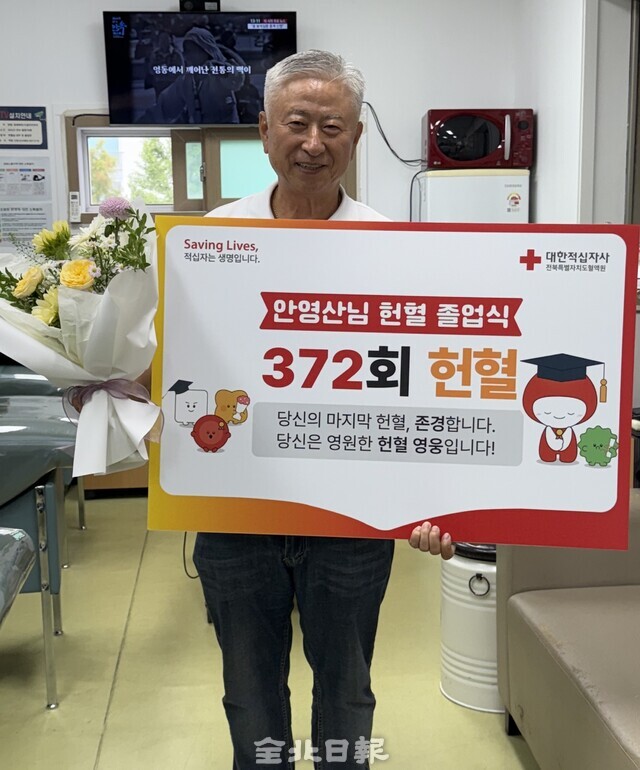 명동에서 깨어난 전통의 맥이
Saving Lives,
적십자는 생명입니다.
대한적십자사
전북특별자치도혈액원
안영산님 헌혈 졸업식
372회 헌혈
당신의 마지막 헌혈, 존경합니다.
당신은 영원한 헌혈 영웅입니다!
全北日報